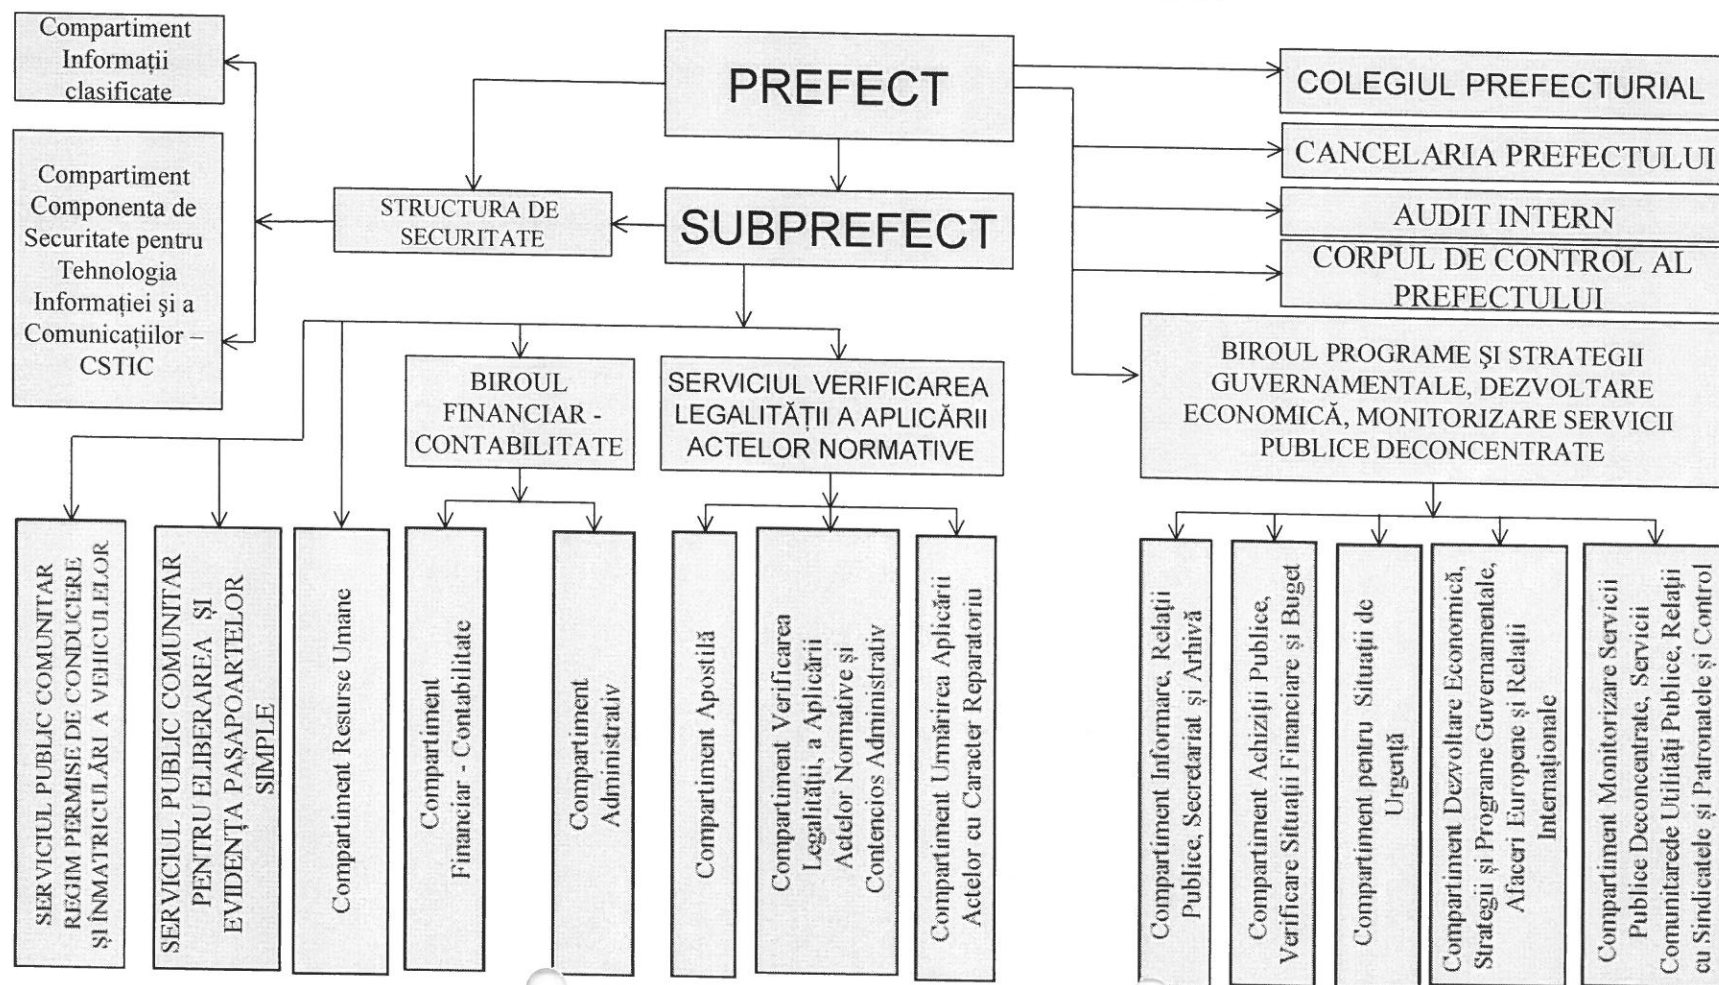 Compartiment
Informații
clasificate
PREFECT
COLEGIUL PREFECTURIAL
CANCELARIA PREFECTULUI
AUDIT INTERN
CORPUL DE CONTROL AL
PREFECTULUI
Compartiment
Componenta de
Securitate pentru
Tehnologia
Informației şi a
Comunicațiilor –
CSTIC
STRUCTURA DE
SECURITATE
SUBPREFECT
BIROUL
FINANCIAR -
CONTABILITATE
SERVICIUL VERIFICAREA
LEGALITĂȚII A APLICĂRII
ACTELOR NORMATIVE
BIROUL PROGRAME ŞI STRATEGII
GUVERNAMENTALE, DEZVOLTARE
ECONOMICĂ, MONITORIZARE SERVICII
PUBLICE DECONCENTRATE
SERVICIUL PUBLIC COMUNITAR
REGIM PERMISE DE CONDUCERE
ȘI ÎNMATRICULĂRI A VEHICULELOR
SERVICIUL PUBLIC COMUNITAR
PENTRU ELIBERAREA ȘI
EVIDENȚA PAȘAPOARTELOR
SIMPLE
Compartiment Resurse Umane
Compartiment
Financiar - Contabilitate
Compartiment
Administrativ
Compartiment Apostilă
Compartiment Verificarea
Legalității, a Aplicării
Actelor Normative și
Contencios Administrativ
Compartiment Urmărirea Aplicării
Actelor cu Caracter Reparatoriu
Compartiment Informare, Relații
Publice, Secretariat și Arhivă
Compartiment Achiziții Publice,
Verificare Situații Financiare și Buget
Compartiment pentru Situații de
Urgență
Compartiment Dezvoltare Economică,
Strategii și Programe Guvernamentale,
Afaceri Europene și Relații
Internaționale
Compartiment Monitorizare Servicii
Publice Deconcentrate, Servicii
Comunitarede Utilități Publice, Relații
cu Sindicatele și Patronatele și Control